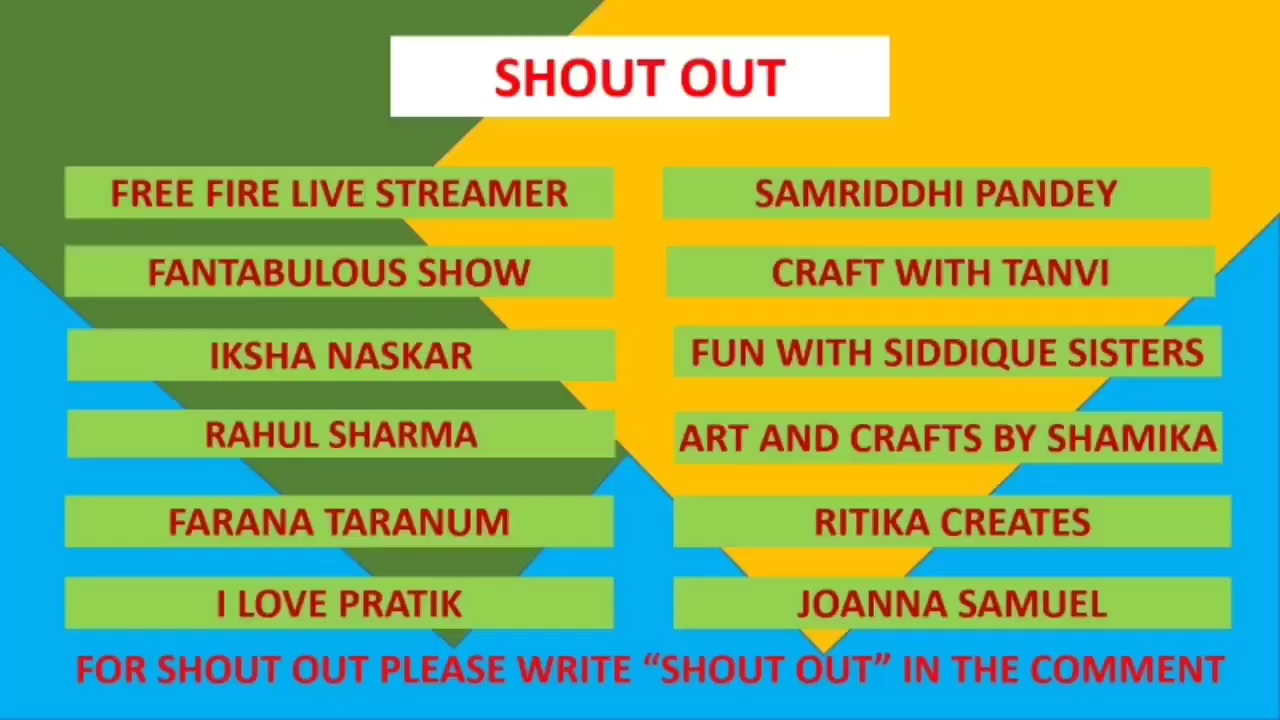 SHOUT OUT
FREE FIRE LIVE STREAMER
FANTABULOUS SHOW
IKSHA NASKAR
RAHUL SHARMA
FARANA TARANUM
I LOVE PRATIK
SAMRIDDHI PANDEY
CRAFT WITH TANVI
FUN WITH SIDDIQUE SISTERS
ART AND CRAFTS BY SHAMIKA
RITIKA CREATES
JOANNA SAMUEL
FOR SHOUT OUT PLEASE WRITE “SHOUT OUT” IN THE COMMENT